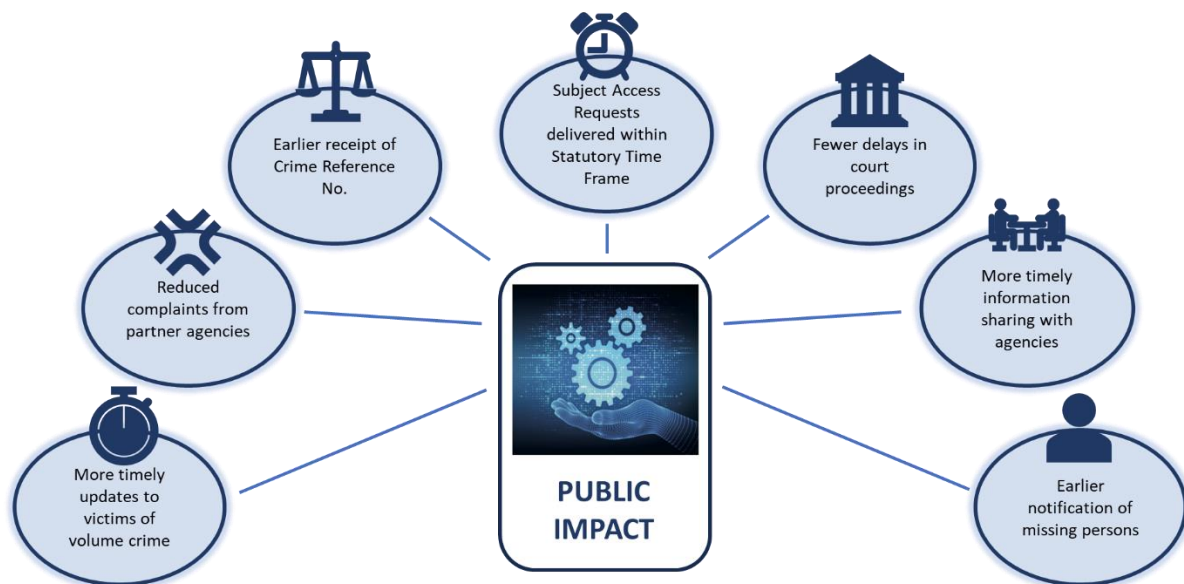 Subject Access
Requests
delivered within
Statutory Time
Frame
Earlier receipt of
Crime Reference
No.
Fewer delays in
court
proceedings
Reduced
complaints from
partner agencies
More timely
information
sharing with
agencies
More timely
updates to
victims of
volume crime
PUBLIC
IMPACT
Earlier
notification of
missing persons